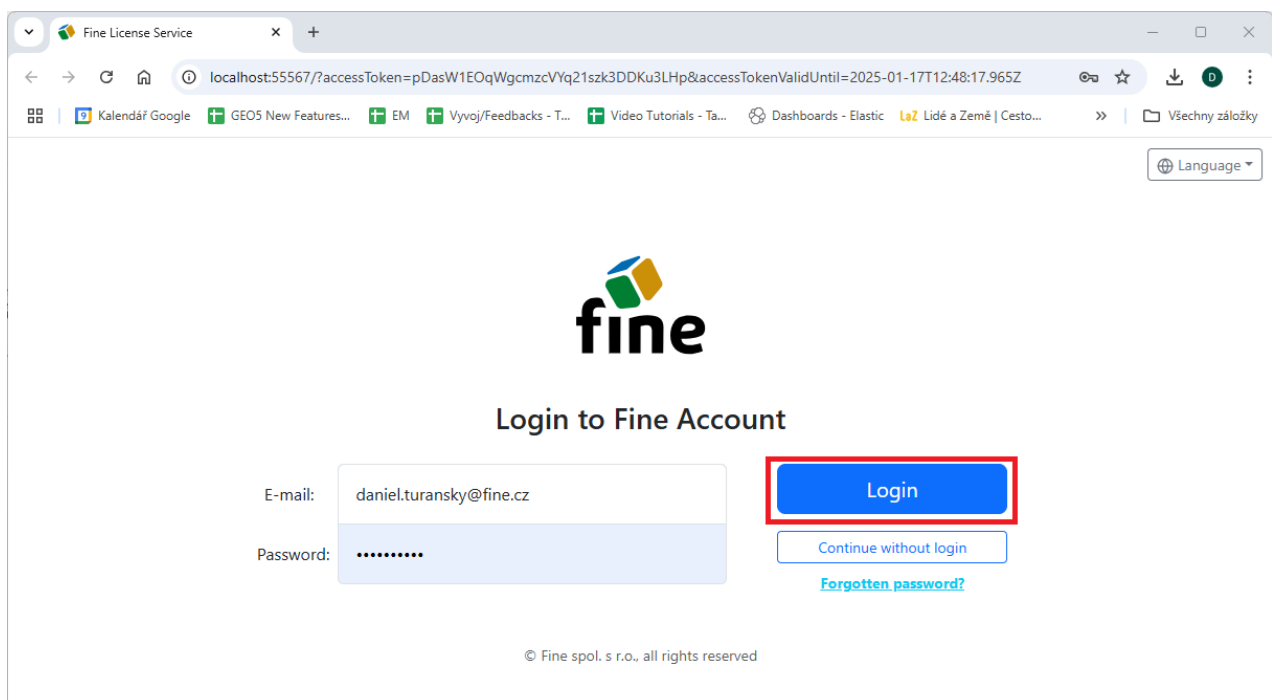 Fine License Service
localhost:55567/?accessToken=pDasW1EOqWgcmzcVYq21szk3DDKu3LHp&accessTokenValidUntil=2025-01-17T12:48:17.965Z
D
9 Kalendář Google GEO5 New Features... EM Vyvoj/Feedbacks - T... Video Tutorials - Ta... Dashboards - Elastic LaZ Lidé a Země | Cesto... Všechny záložky
Language
fine
Login to Fine Account
E-mail: daniel.turansky@fine.cz Login
Password: •••••••••• Continue without login
Forgotten password?
© Fine spol. s r.o., all rights reserved